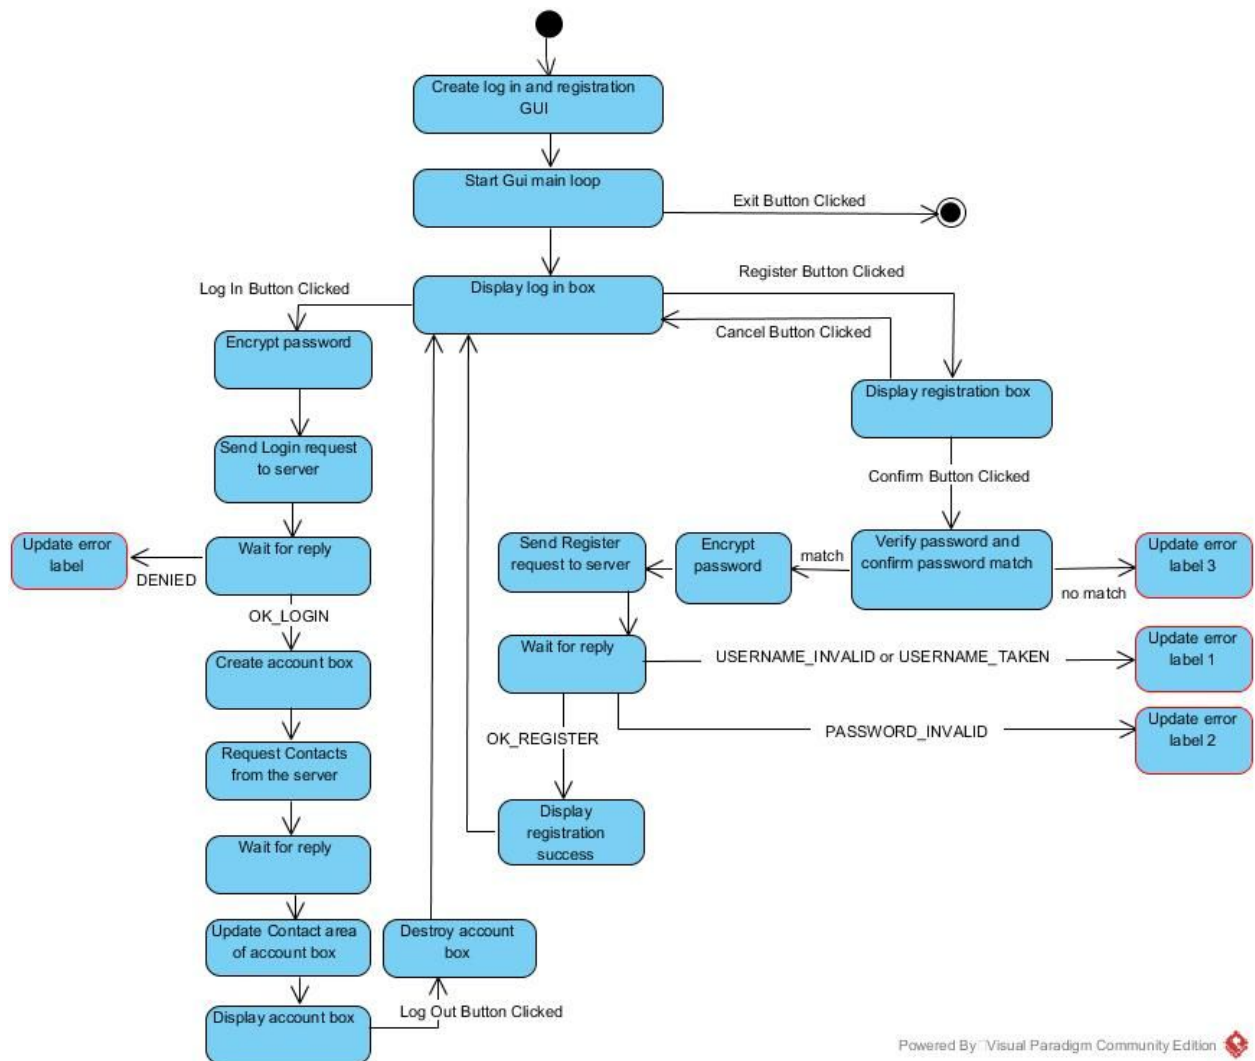 Create log in and registration
GUI
Start Gui main loop
Exit Button Clicked
Display log in box
Register Button Clicked
Log In Button Clicked
Cancel Button Clicked
Encrypt password
Display registration box
Send Login request
to server
Confirm Button Clicked
Update error
label
DENIED
Wait for reply
Send Register
request to server
Encrypt
password
match
Verify password and
confirm password match
no match
Update error
label 3
OK_LOGIN
Create account box
Wait for reply
USERNAME_INVALID or USERNAME_TAKEN
Update error
label 1
PASSWORD_INVALID
Update error
label 2
OK_REGISTER
Request Contacts
from the server
Display
registration
success
Wait for reply
Update Contact area
of account box
Destroy account
box
Display account box
Log Out Button Clicked
Powered By Visual Paradigm Community Edition